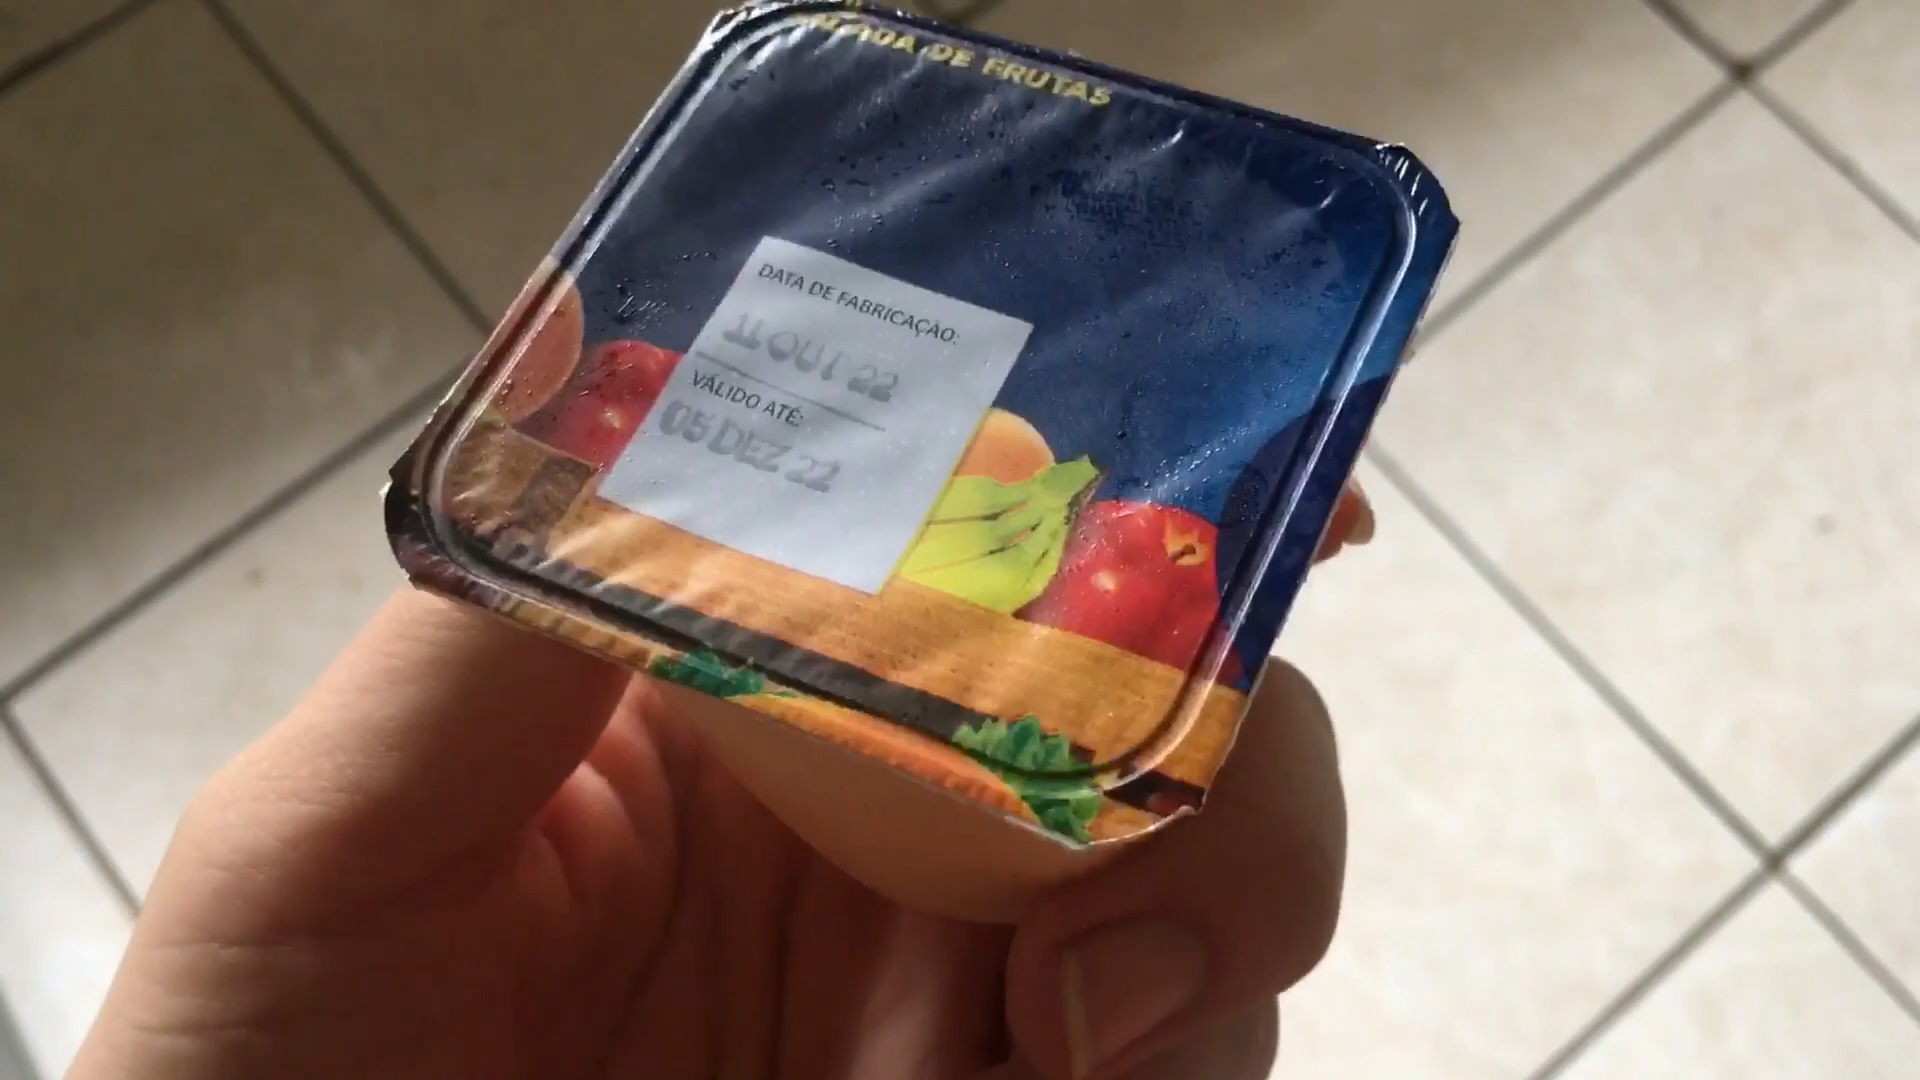 DE FRUTAS
DATA DE FABRICAÇÃO:
11 OUT 22
VÁLIDO ATÉ:
05 DEZ 22